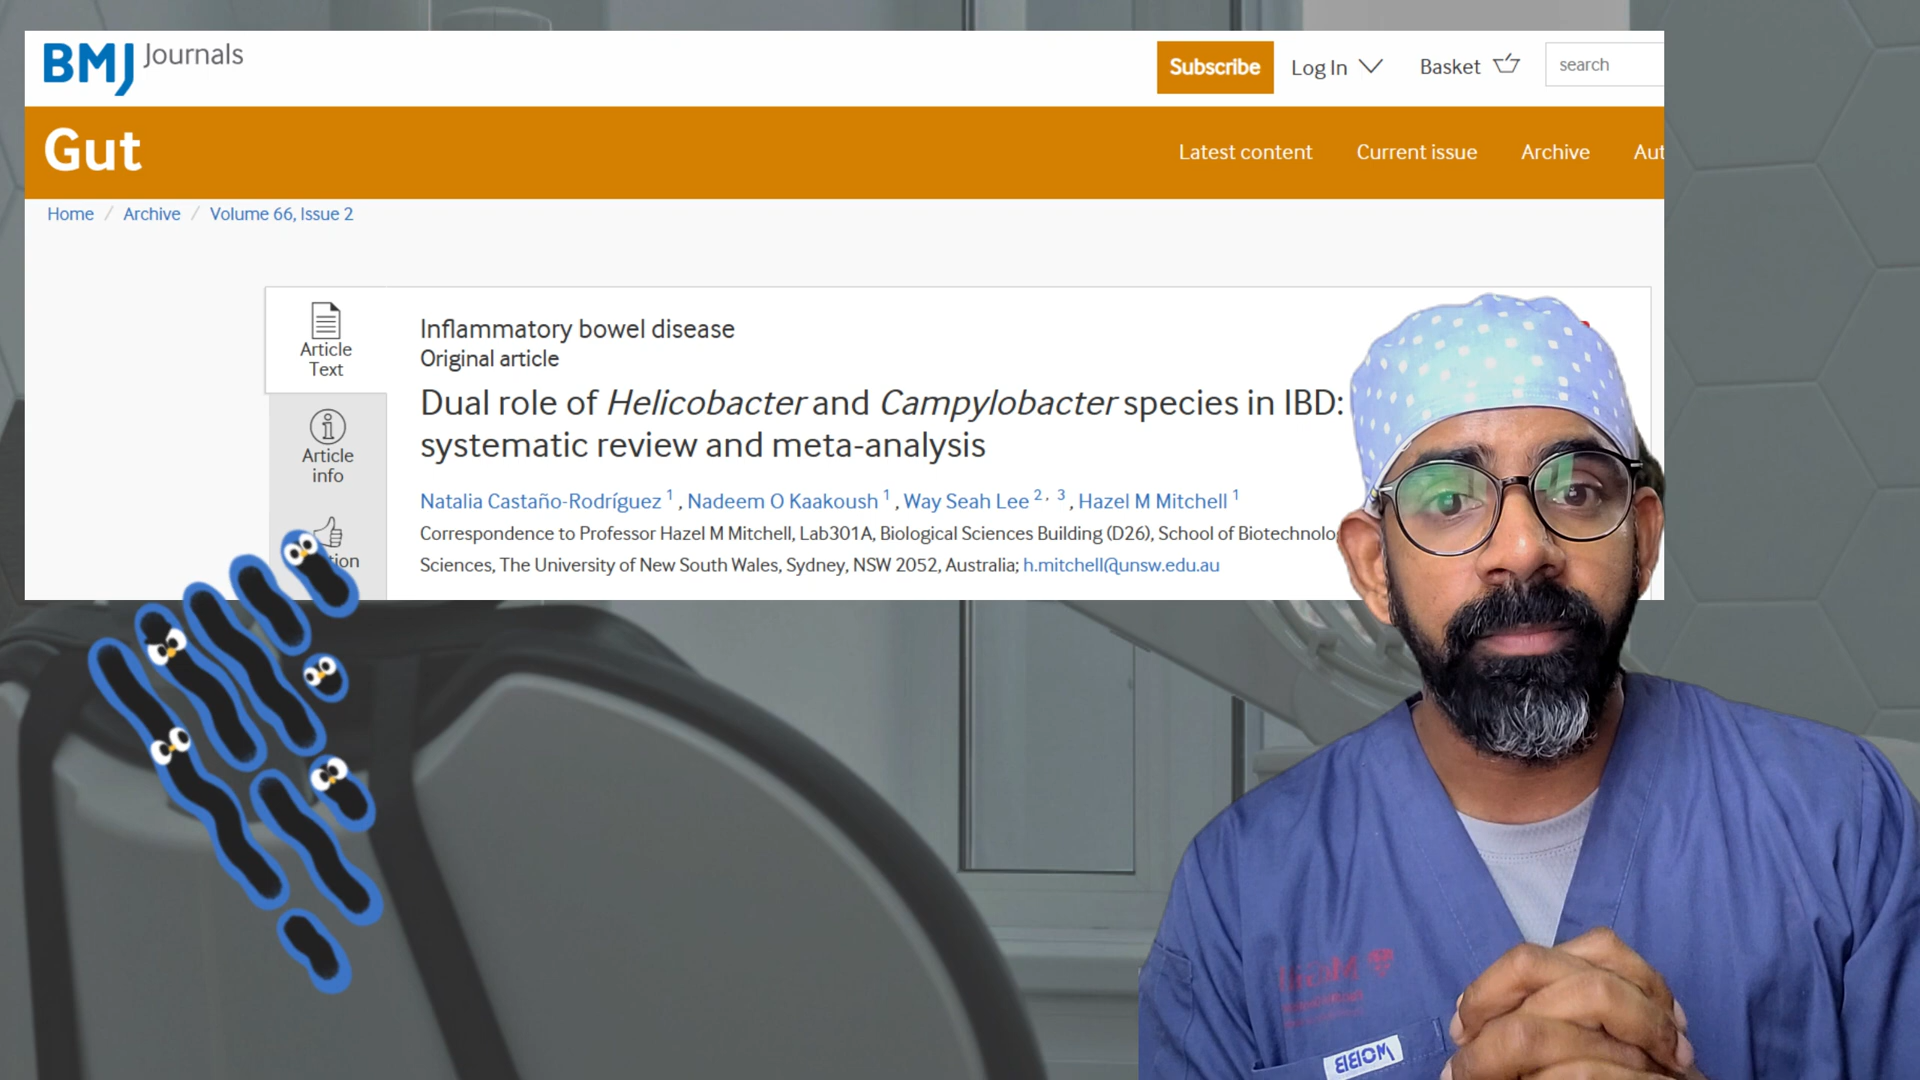 BMJ Journals
Subscribe
Log In
Basket
search
Gut
Latest content
Current issue
Archive
Aut
Home / Archive / Volume 66, Issue 2
Article
Text
Article
info
tion
Inflammatory bowel disease
Original article
Dual role of Helicobacter and Campylobacter species in IBD:
systematic review and meta-analysis
Natalia Castaño-Rodríguez 1 , Nadeem O Kaakoush 1 , Way Seah Lee 2, 3 , Hazel M Mitchell 1
Correspondence to Professor Hazel M Mitchell, Lab301A, Biological Sciences Building (D26), School of Biotechnolo
Sciences, The University of New South Wales, Sydney, NSW 2052, Australia; h.mitchell@unsw.edu.au
McGill
MOBB